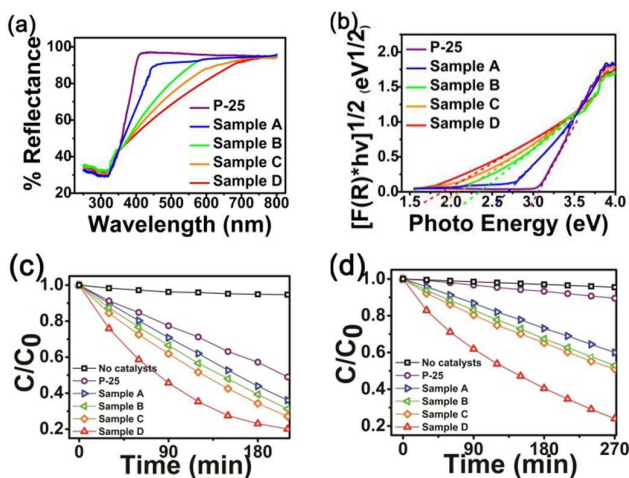 (a)
100
80
60
40
% Reflectance
P-25
Sample A
Sample B
Sample C
Sample D
300 400 500 600 700 800
Wavelength (nm)
(b)
2.0
1.5
1.0
0.5
0.0
[F(R)*hv]1/2 (eV1/2)
P-25
Sample A
Sample B
Sample C
Sample D
1.5 2.0 2.5 3.0 3.5 4.0
Photo Energy (eV)
(c)
1.0
0.8
0.6
0.4
0.2
C/C0
No catalysts
P-25
Sample A
Sample B
Sample C
Sample D
0 90 180
Time (min)
(d)
1.0
0.8
0.6
0.4
0.2
C/C0
No catalysts
P-25
Sample A
Sample B
Sample C
Sample D
0 90 180 270
Time (min)